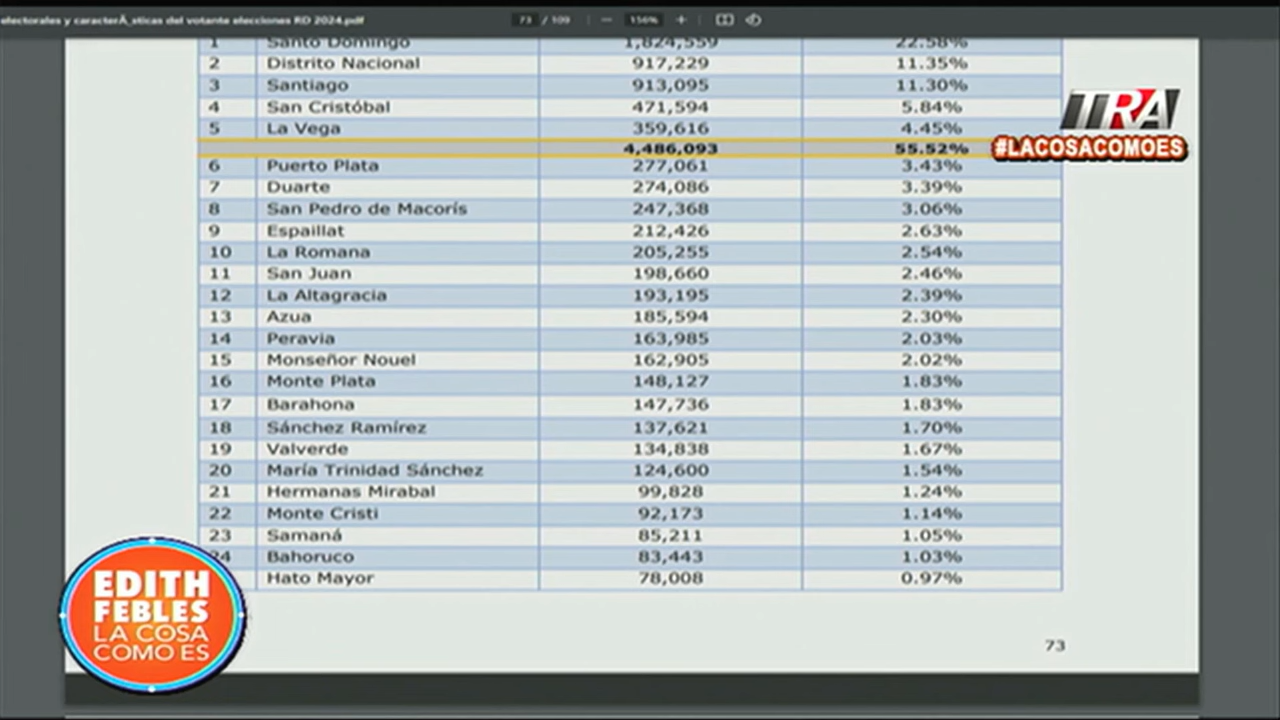 electorales y caracterÃ_sticas del votante elecciones RD 2024.pdf 73 / 109 — 156% +
1 Santo Domingo 1,824,559 22.58%
2 Distrito Nacional 917,229 11.35%
3 Santiago 913,095 11.30%
4 San Cristóbal 471,594 5.84%
5 La Vega 359,616 4.45%
4,486,093 55.52%
6 Puerto Plata 277,061 3.43%
7 Duarte 274,086 3.39%
8 San Pedro de Macorís 247,368 3.06%
9 Espaillat 212,426 2.63%
10 La Romana 205,255 2.54%
11 San Juan 198,660 2.46%
12 La Altagracia 193,195 2.39%
13 Azua 185,594 2.30%
14 Peravia 163,985 2.03%
15 Monseñor Nouel 162,905 2.02%
16 Monte Plata 148,127 1.83%
17 Barahona 147,736 1.83%
18 Sánchez Ramírez 137,621 1.70%
19 Valverde 134,838 1.67%
20 María Trinidad Sánchez 124,600 1.54%
21 Hermanas Mirabal 99,828 1.24%
22 Monte Cristi 92,173 1.14%
23 Samaná 85,211 1.05%
24 Bahoruco 83,443 1.03%
Hato Mayor 78,008 0.97%
73
TRA
#LACOSACOMOES
EDITH
FEBLES
LA COSA
COMO ES